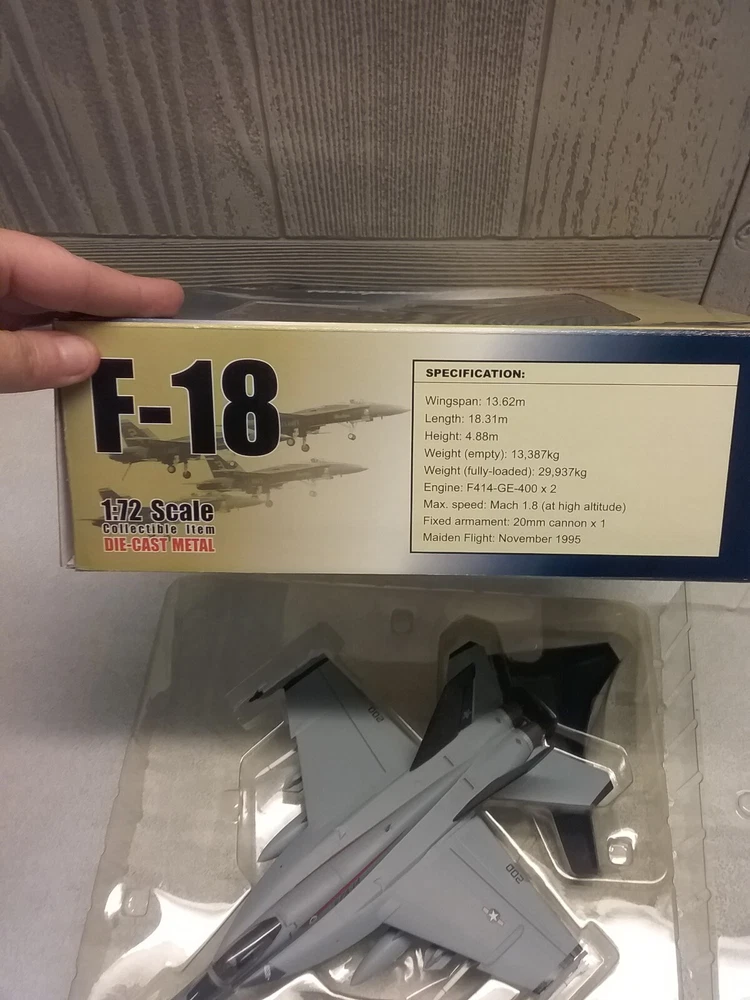 F-18
1:72 Scale
Collectible Item
DIE-CAST METAL
SPECIFICATION:
Wingspan: 13.62m
Length: 18.31m
Height: 4.88m
Weight (empty): 13,387kg
Weight (fully-loaded): 29,937kg
Engine: F414-GE-400 x 2
Max. speed: Mach 1.8 (at high altitude)
Fixed armament: 20mm cannon x 1
Maiden Flight: November 1995